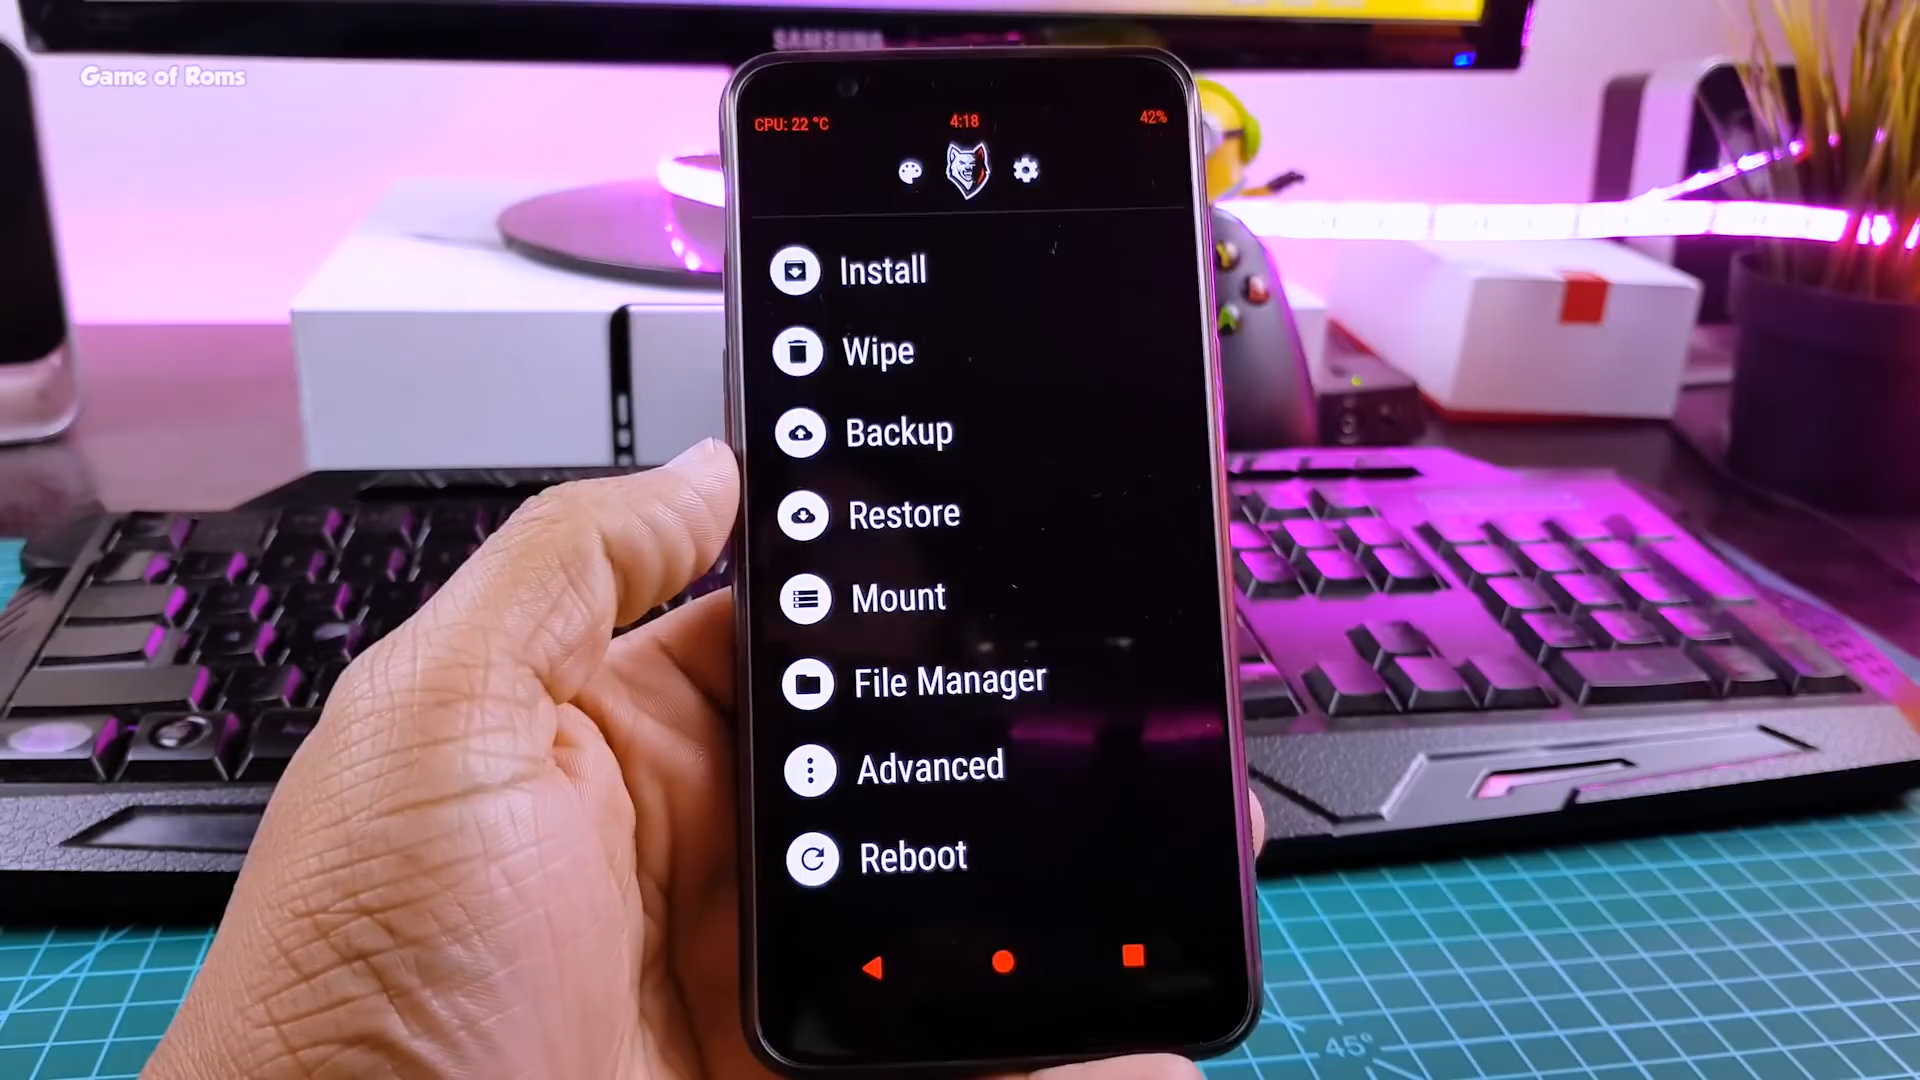 SAMSUNG
Game of Roms
CPU: 22 °C
4:18
42%
Install
Wipe
Backup
Restore
Mount
File Manager
Advanced
Reboot
45°